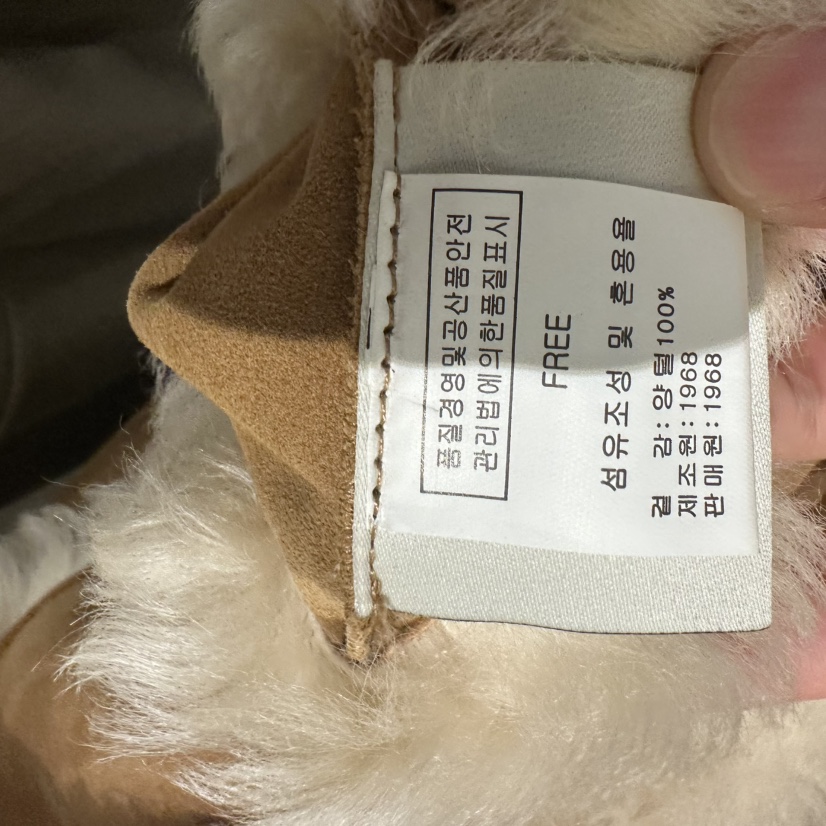 품질경영및공산품안전
관리법에의한품질표시
FREE
섬유조성 및 혼용율
겉 감: 양털100%
제조원:1968
판매원:1968